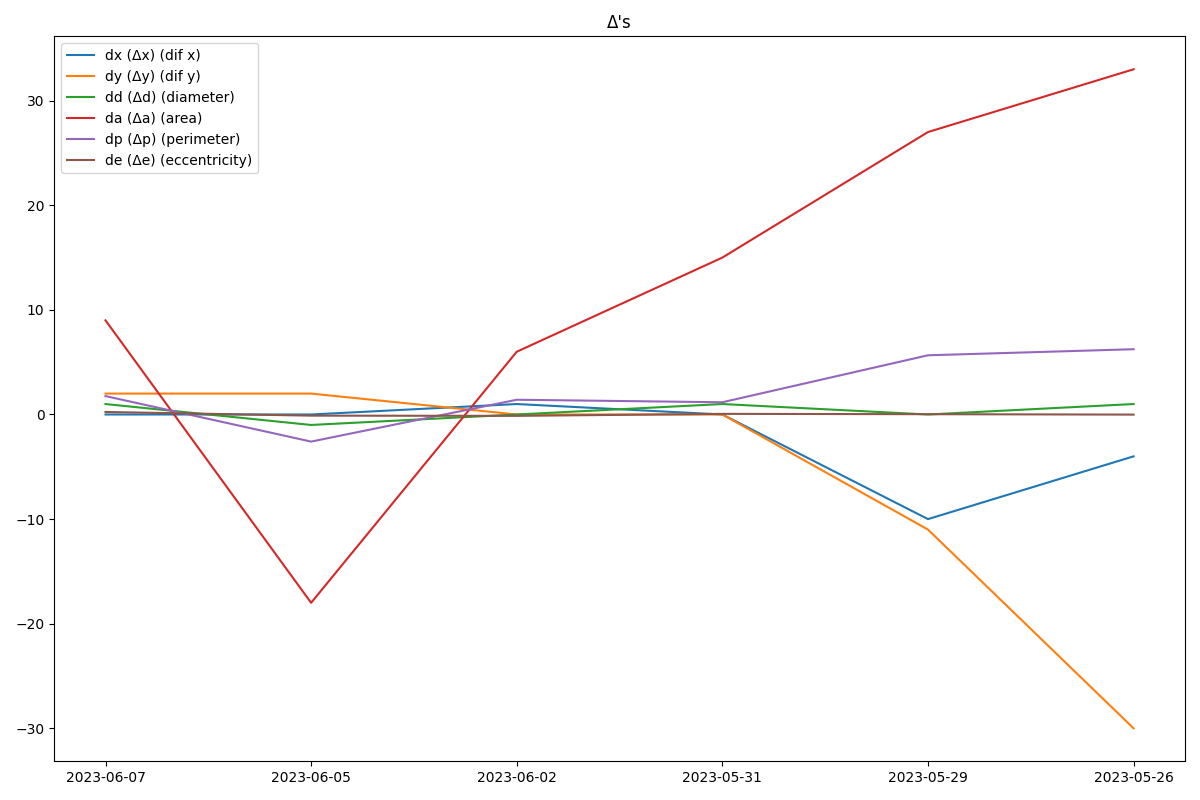 Δ's
dx (Δx) (dif x)
dy (Δy) (dif y)
dd (Δd) (diameter)
da (Δa) (area)
dp (Δp) (perimeter)
de (Δe) (eccentricity)
30
20
10
0
−10
−20
−30
2023-06-07 2023-06-05 2023-06-02 2023-05-31 2023-05-29 2023-05-26